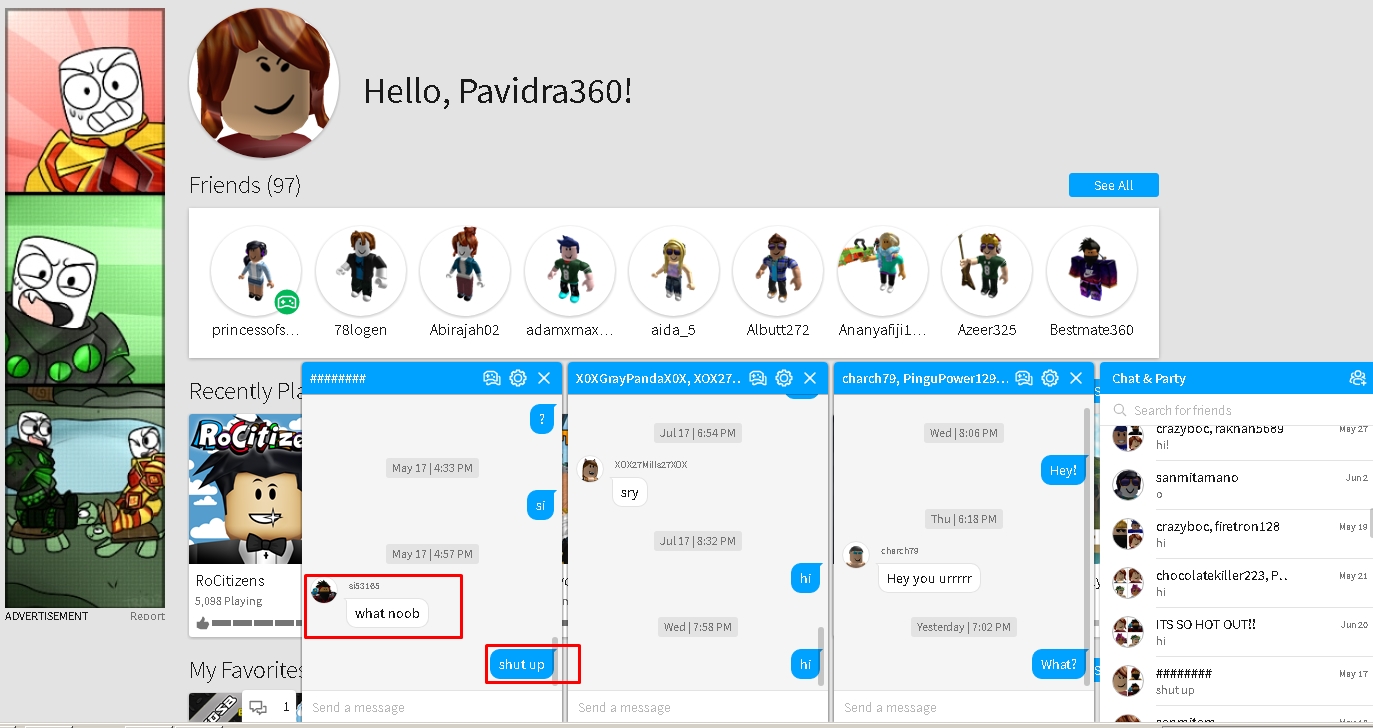 Hello, Pavidra360!
Friends (97)
See All
princessofs...
78logen
Abirajah02
adamxmax...
aida_5
Albutt272
Ananyafiji1...
Azeer325
Bestmate360
ADVERTISEMENT
Report
Recently Pla
RoCitize
RoCitizens
5,098 Playing
My Favorites
1
########
?
May 17 | 4:33 PM
si
May 17 | 4:57 PM
si53165
what noob
shut up
Send a message
X0XGrayPandaX0X, XOX27..
Jul 17 | 6:54 PM
XOX27Mills27XOX
sry
Jul 17 | 8:32 PM
hi
Wed | 7:58 PM
hi
Send a message
charch79, PinguPower129...
Wed | 8:06 PM
Hey!
Thu | 6:18 PM
charch79
Hey you urrrrr
Yesterday | 7:02 PM
What?
Send a message
Chat & Party
Search for friends
crazyboc, rakhan5689
May 27
hi!
sanmitamano
Jun 2
o
crazyboc, firetron128
May 19
hi
chocolatekiller223, P..
May 21
hi
ITS SO HOT OUT!!
Jun 20
hi
########
May 17
shut up